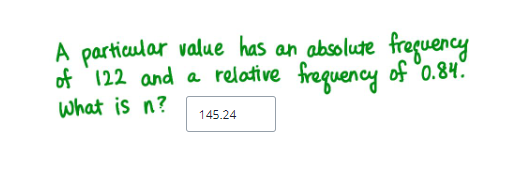 A particular value has an absolute frequency
of 122 and a relative frequency of 0.84.
What is n?
145.24